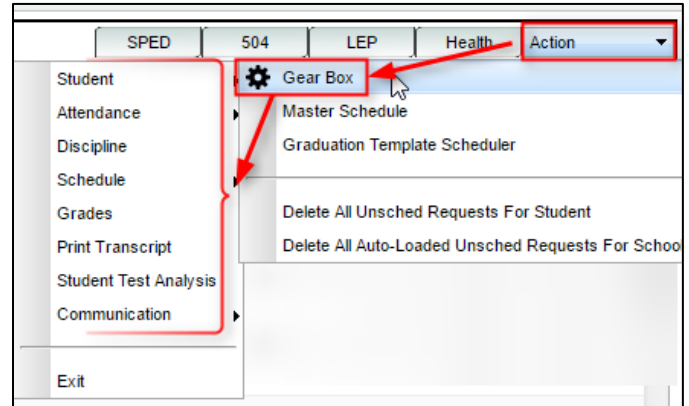 SPED 504 LEP Health Action
Student
Attendance
Discipline
Schedule
Grades
Print Transcript
Student Test Analysis
Communication
Exit
Gear Box
Master Schedule
Graduation Template Scheduler
Delete All Unsched Requests For Student
Delete All Auto-Loaded Unsched Requests For Schoo